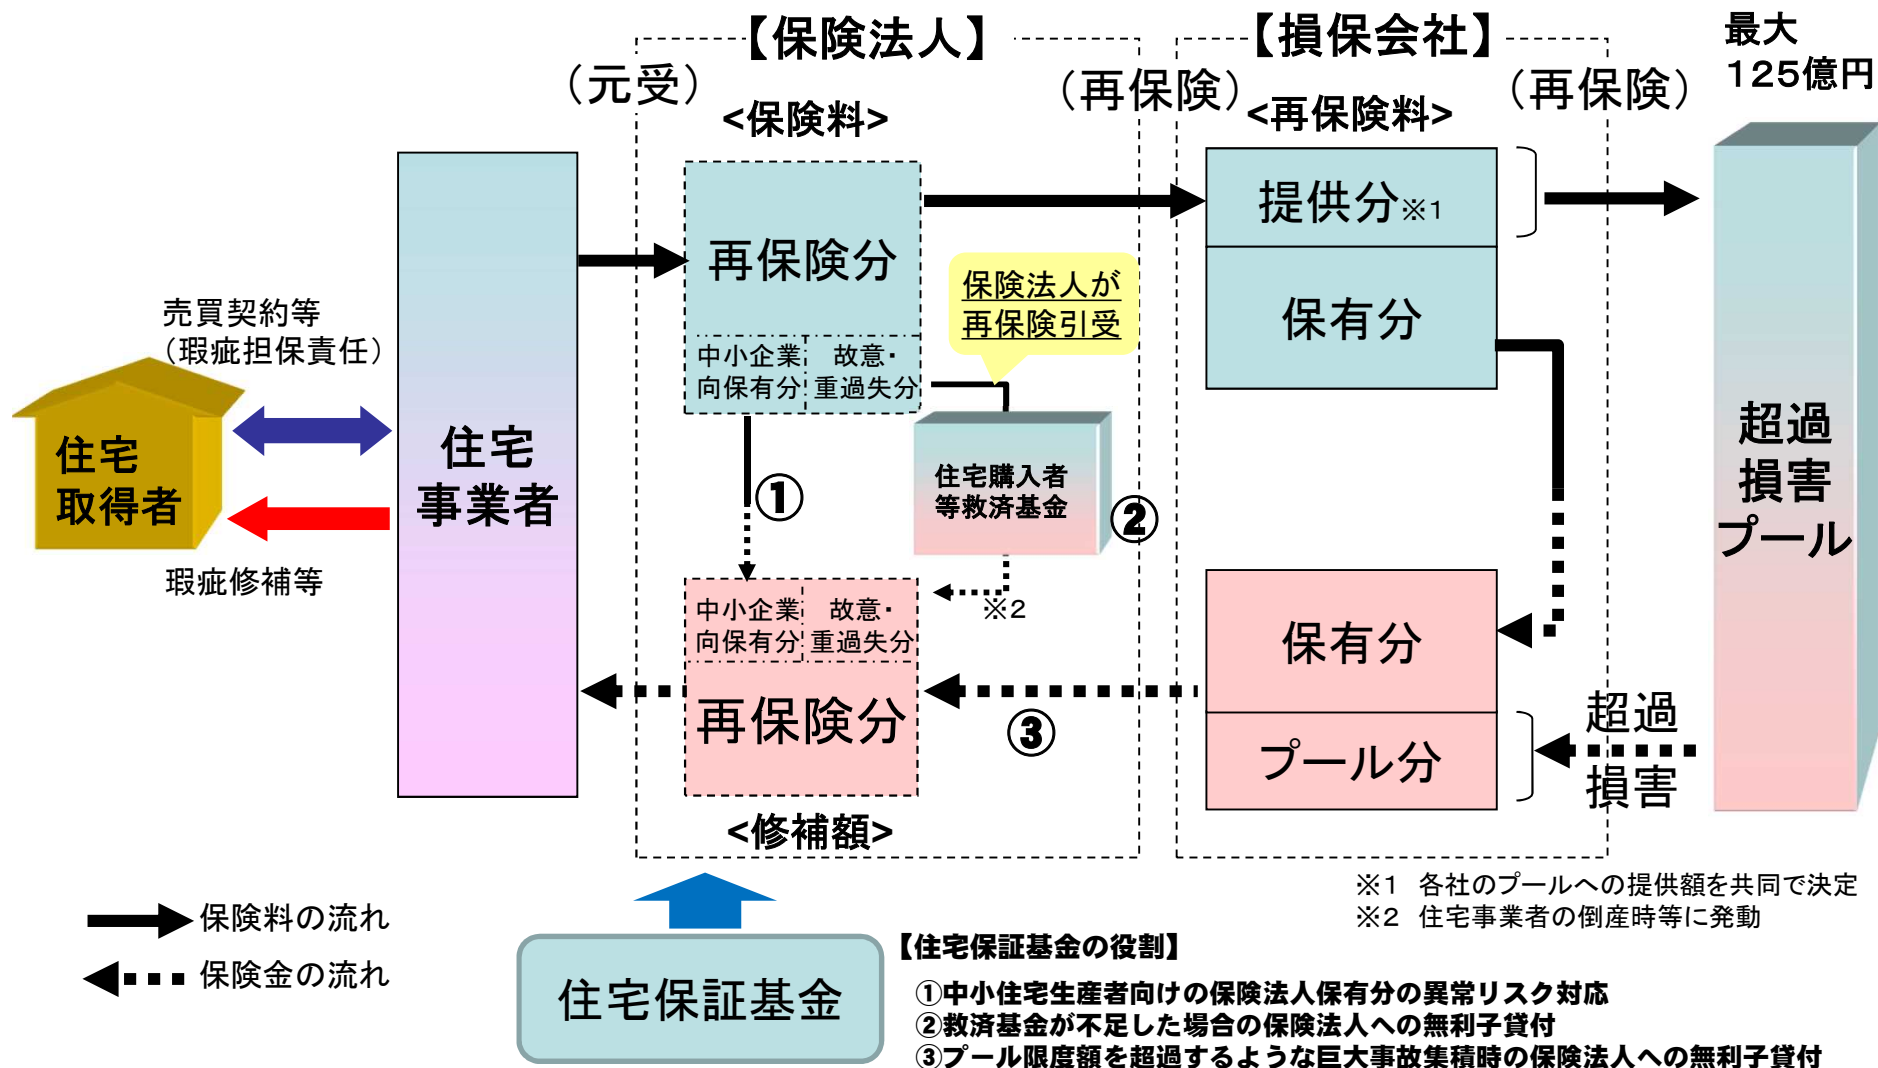 【保険法人】
【損保会社】
最大
125億円
（元受）
（再保険）
（再保険）
<保険料>
<再保険料>
再保険分
提供分※1
保有分
保険法人が
再保険引受
中小企業
向保有分
故意・
重過失分
売買契約等
（瑕疵担保責任）
住宅
取得者
瑕疵修補等
住宅
事業者
①
住宅購入者
等救済基金
②
※2
超過
損害
プール
中小企業
向保有分
故意・
重過失分
再保険分
<修補額>
③
保有分
プール分
超過
損害
※1 各社のプールへの提供額を共同で決定
※2 住宅事業者の倒産時等に発動
保険料の流れ
保険金の流れ
住宅保証基金
【住宅保証基金の役割】
①中小住宅生産者向けの保険法人保有分の異常リスク対応
②救済基金が不足した場合の保険法人への無利子貸付
③プール限度額を超過するような巨大事故集積時の保険法人への無利子貸付